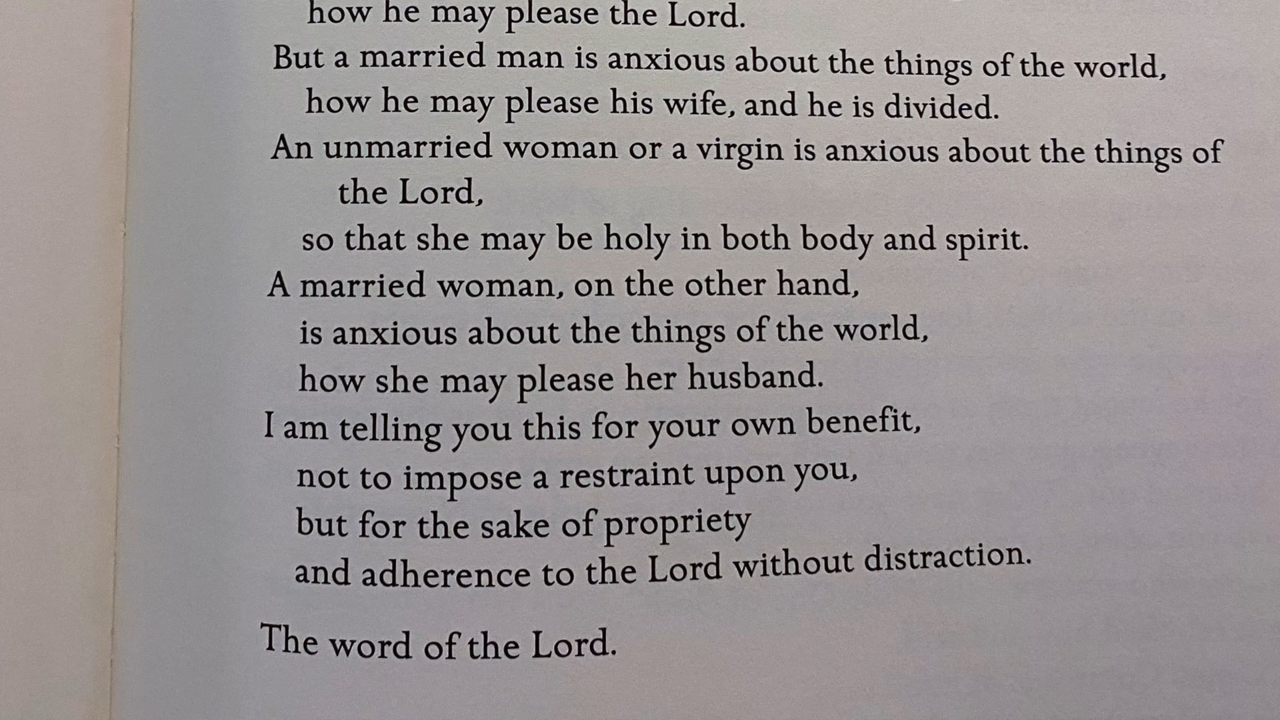 how he may please the Lord.
But a married man is anxious about the things of the world,
how he may please his wife, and he is divided.
An unmarried woman or a virgin is anxious about the things of
the Lord,
so that she may be holy in both body and spirit.
A married woman, on the other hand,
is anxious about the things of the world,
how she may please her husband.
I am telling you this for your own benefit,
not to impose a restraint upon you,
but for the sake of propriety
and adherence to the Lord without distraction.
The word of the Lord.